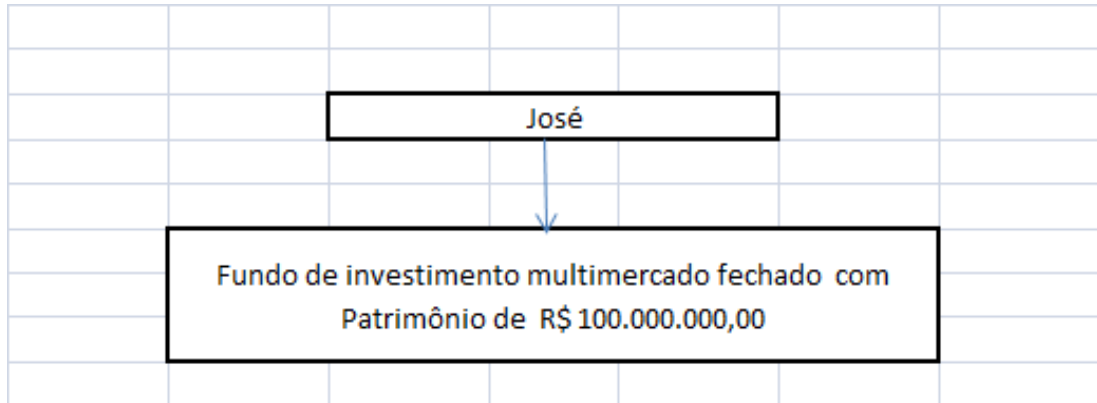 José
Fundo de investimento multimercado fechado com
Patrimônio de R$ 100.000.000,00